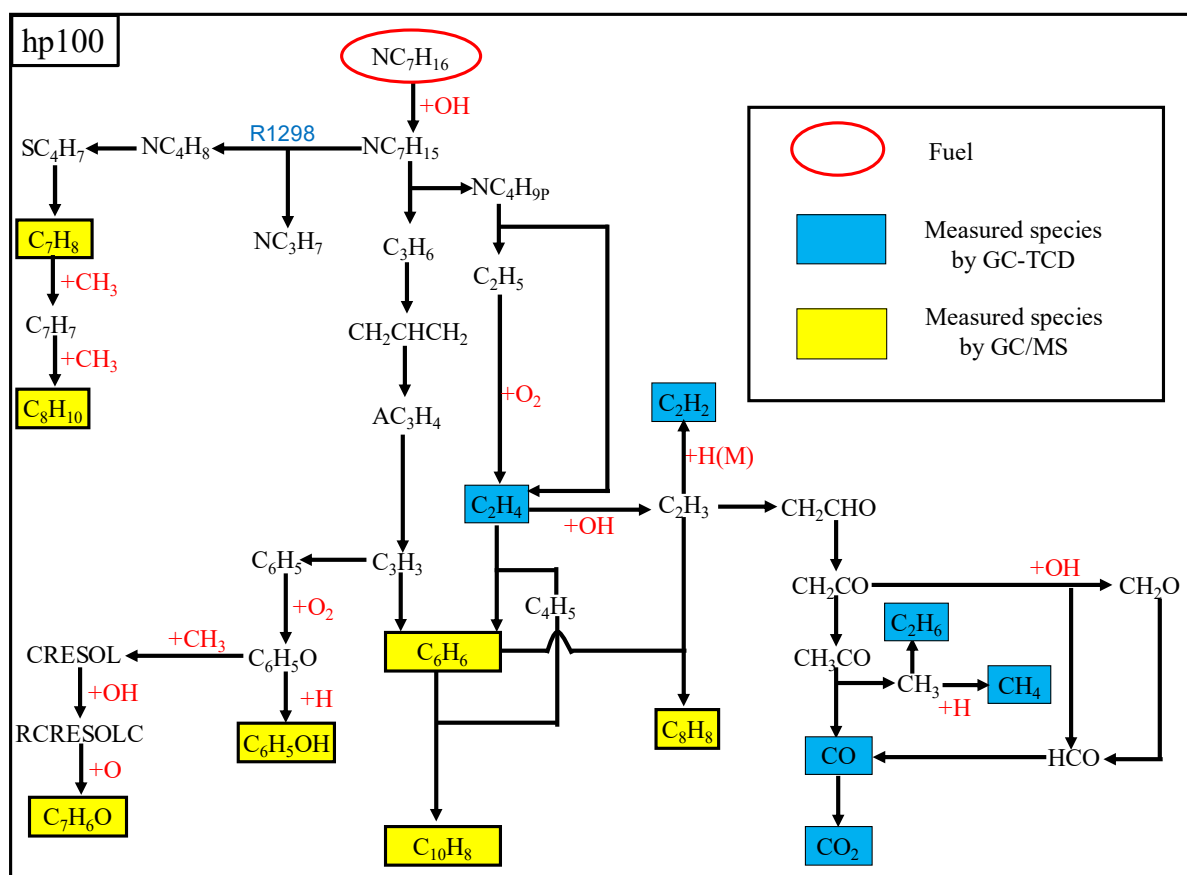 hp100
NC₇H₁₆
+OH
Fuel
R1298
SC₄H₇
NC₄H₈
NC₇H₁₅
NC₄H₉P
Measured species
by GC-TCD
C₇H₈
NC₃H₇
C₃H₆
C₂H₅
+CH₃
C₇H₇
CH₂CHCH₂
Measured species
by GC/MS
+CH₃
C₈H₁₀
AC₃H₄
+O₂
C₂H₂
+H(M)
C₂H₄
+OH
C₂H₃
CH₂CHO
C₆H₅
C₃H₃
+O₂
C₄H₅
CH₂CO
+OH
CH₂O
C₂H₆
CRESOL
+CH₃
C₆H₅O
C₆H₆
CH₃CO
CH₃
+H
CH₄
+OH
+H
RCRESOLC
C₆H₅OH
C₈H₈
CO
HCO
+O
C₇H₆O
C₁₀H₈
CO₂